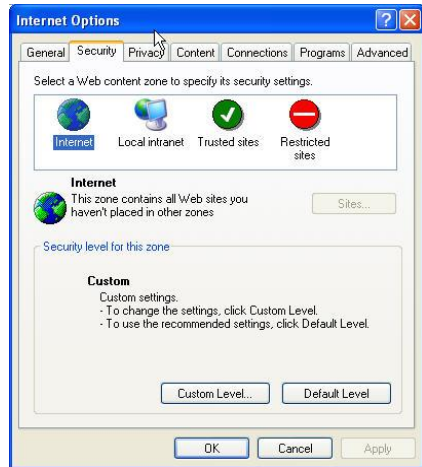 Internet Options
General Security Privacy Content Connections Programs Advanced
Select a Web content zone to specify its security settings.
Internet Local intranet Trusted sites Restricted
sites
Internet
This zone contains all Web sites you
haven't placed in other zones
Sites...
Security level for this zone
Custom
Custom settings.
- To change the settings, click Custom Level.
- To use the recommended settings, click Default Level.
Custom Level... Default Level
OK Cancel Apply